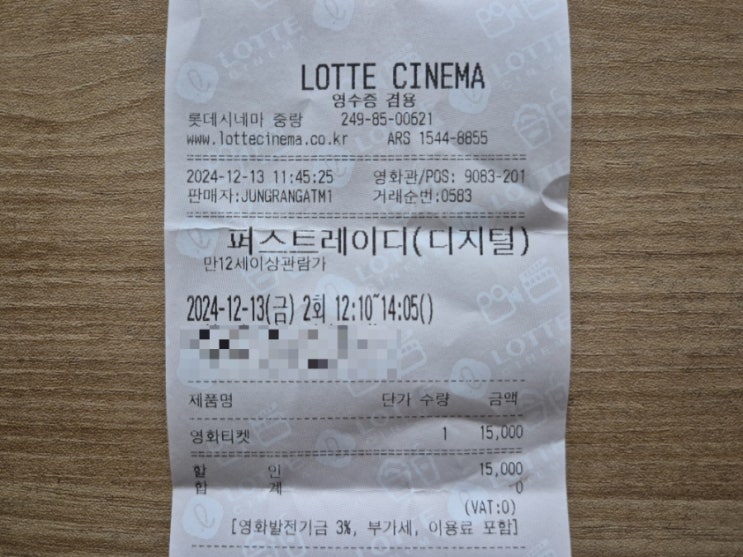 LOTTE CINEMA
영수증 겸용
롯데시네마 중랑 249-85-00621
www.lottecinema.co.kr ARS 1544-8855
2024-12-13 11:45:25 영화관/POS: 9083-201
판매자:JUNGRANGATM1 거래순번:0583
퍼스트레이디(디지털)
만12세이상관람가
2024-12-13(금) 2회 12:10~14:05()
제품명 단가 수량 금액
영화티켓 1 15,000
할 인 15,000
합 계 0
(VAT:0)
[영화발전기금 3%, 부가세, 이용료 포함]